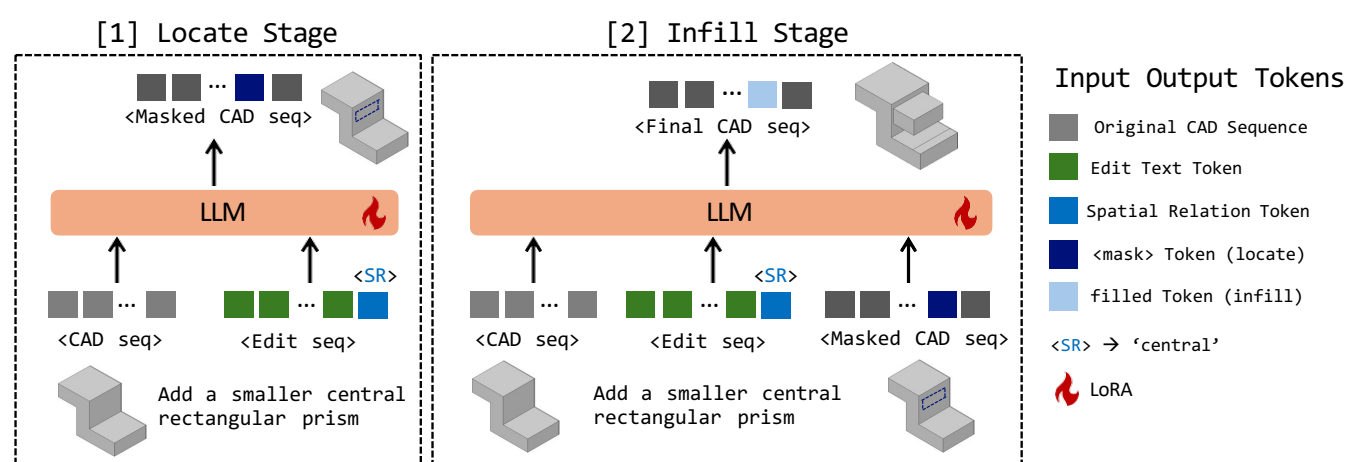 [1] Locate Stage
...
<Masked CAD seq>
LLM
<SR>
... ...
<CAD seq> <Edit seq>
Add a smaller central
rectangular prism
[2] Infill Stage
...
<Final CAD seq>
LLM
<SR>
... ... ...
<CAD seq> <Edit seq> <Masked CAD seq>
Add a smaller central
rectangular prism
Input Output Tokens
Original CAD Sequence
Edit Text Token
Spatial Relation Token
<mask> Token (locate)
filled Token (infill)
<SR> → ‘central’
LoRA